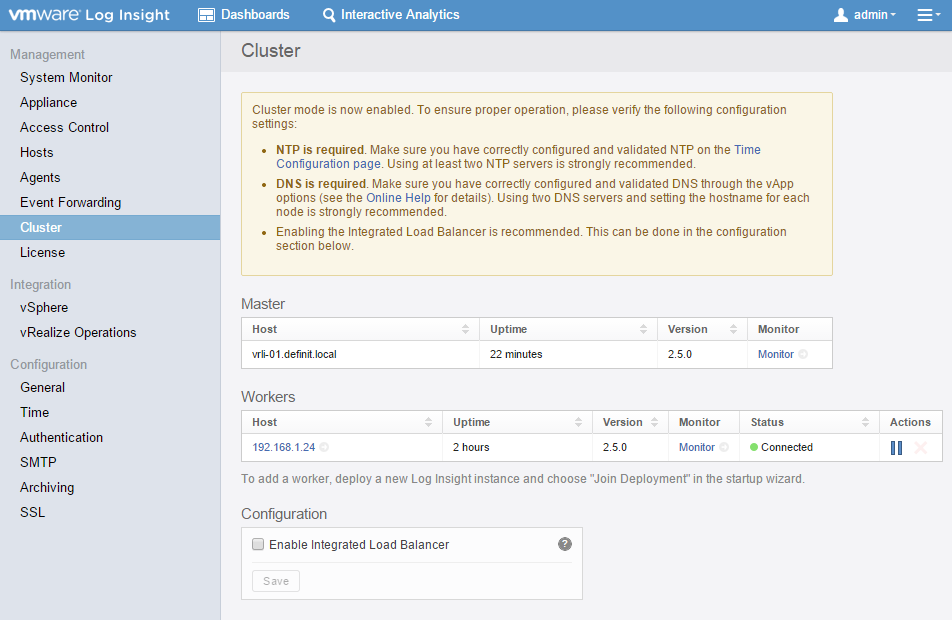 vmware Log Insight Dashboards Interactive Analytics admin
Management
System Monitor
Appliance
Access Control
Hosts
Agents
Event Forwarding
Cluster
License
Integration
vSphere
vRealize Operations
Configuration
General
Time
Authentication
SMTP
Archiving
SSL
Cluster
Cluster mode is now enabled. To ensure proper operation, please verify the following configuration
settings:
• NTP is required. Make sure you have correctly configured and validated NTP on the Time
Configuration page. Using at least two NTP servers is strongly recommended.
• DNS is required. Make sure you have correctly configured and validated DNS through the vApp
options (see the Online Help for details). Using two DNS servers and setting the hostname for each
node is strongly recommended.
• Enabling the Integrated Load Balancer is recommended. This can be done in the configuration
section below.
Master
Host Uptime Version Monitor
vrli-01.definit.local 22 minutes 2.5.0 Monitor
Workers
Host Uptime Version Monitor Status Actions
192.168.1.24 2 hours 2.5.0 Monitor Connected
To add a worker, deploy a new Log Insight instance and choose "Join Deployment" in the startup wizard.
Configuration
Enable Integrated Load Balancer ?
Save